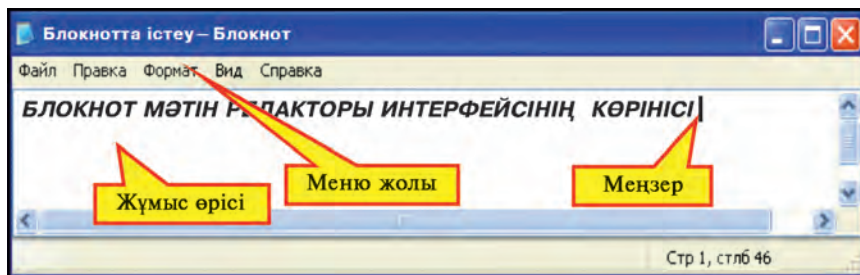 Блокнотта істеу – Блокнот
Файл Правка Формат Вид Справка
БЛОКНОТ МӘТІН РЕДАКТОРЫ ИНТЕРФЕЙСІНІҢ КӨРІНІСІ
Жұмыс өрісі
Меню жолы
Меңзер
Стр 1, стлб 46